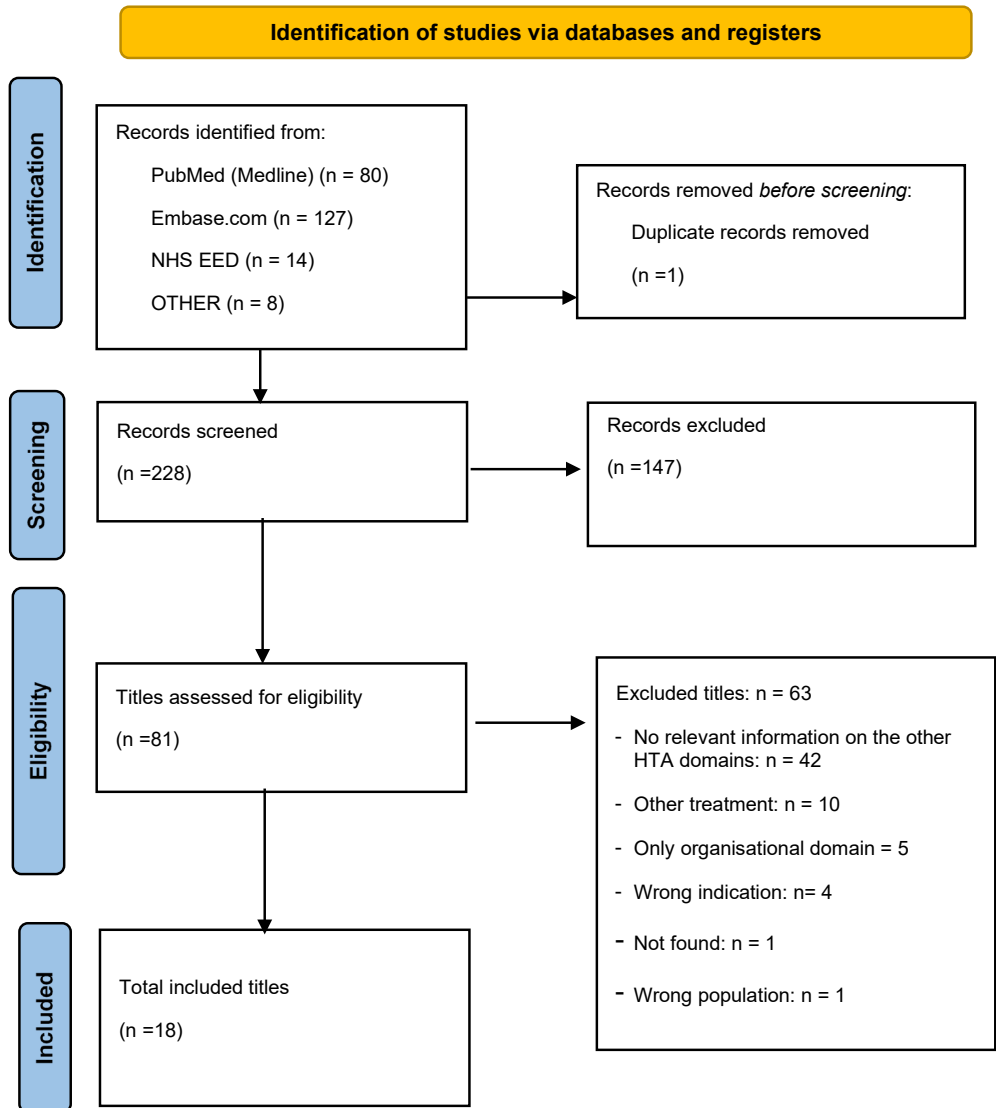 Identification of studies via databases and registers
Identification
Records identified from:
PubMed (Medline) (n = 80)
Embase.com (n = 127)
NHS EED (n = 14)
OTHER (n = 8)
Records removed before screening:
Duplicate records removed
(n =1)
Screening
Records screened
(n =228)
Records excluded
(n =147)
Eligibility
Titles assessed for eligibility
(n =81)
Excluded titles: n = 63
- No relevant information on the other
HTA domains: n = 42
- Other treatment: n = 10
- Only organisational domain = 5
- Wrong indication: n= 4
- Not found: n = 1
- Wrong population: n = 1
Included
Total included titles
(n =18)